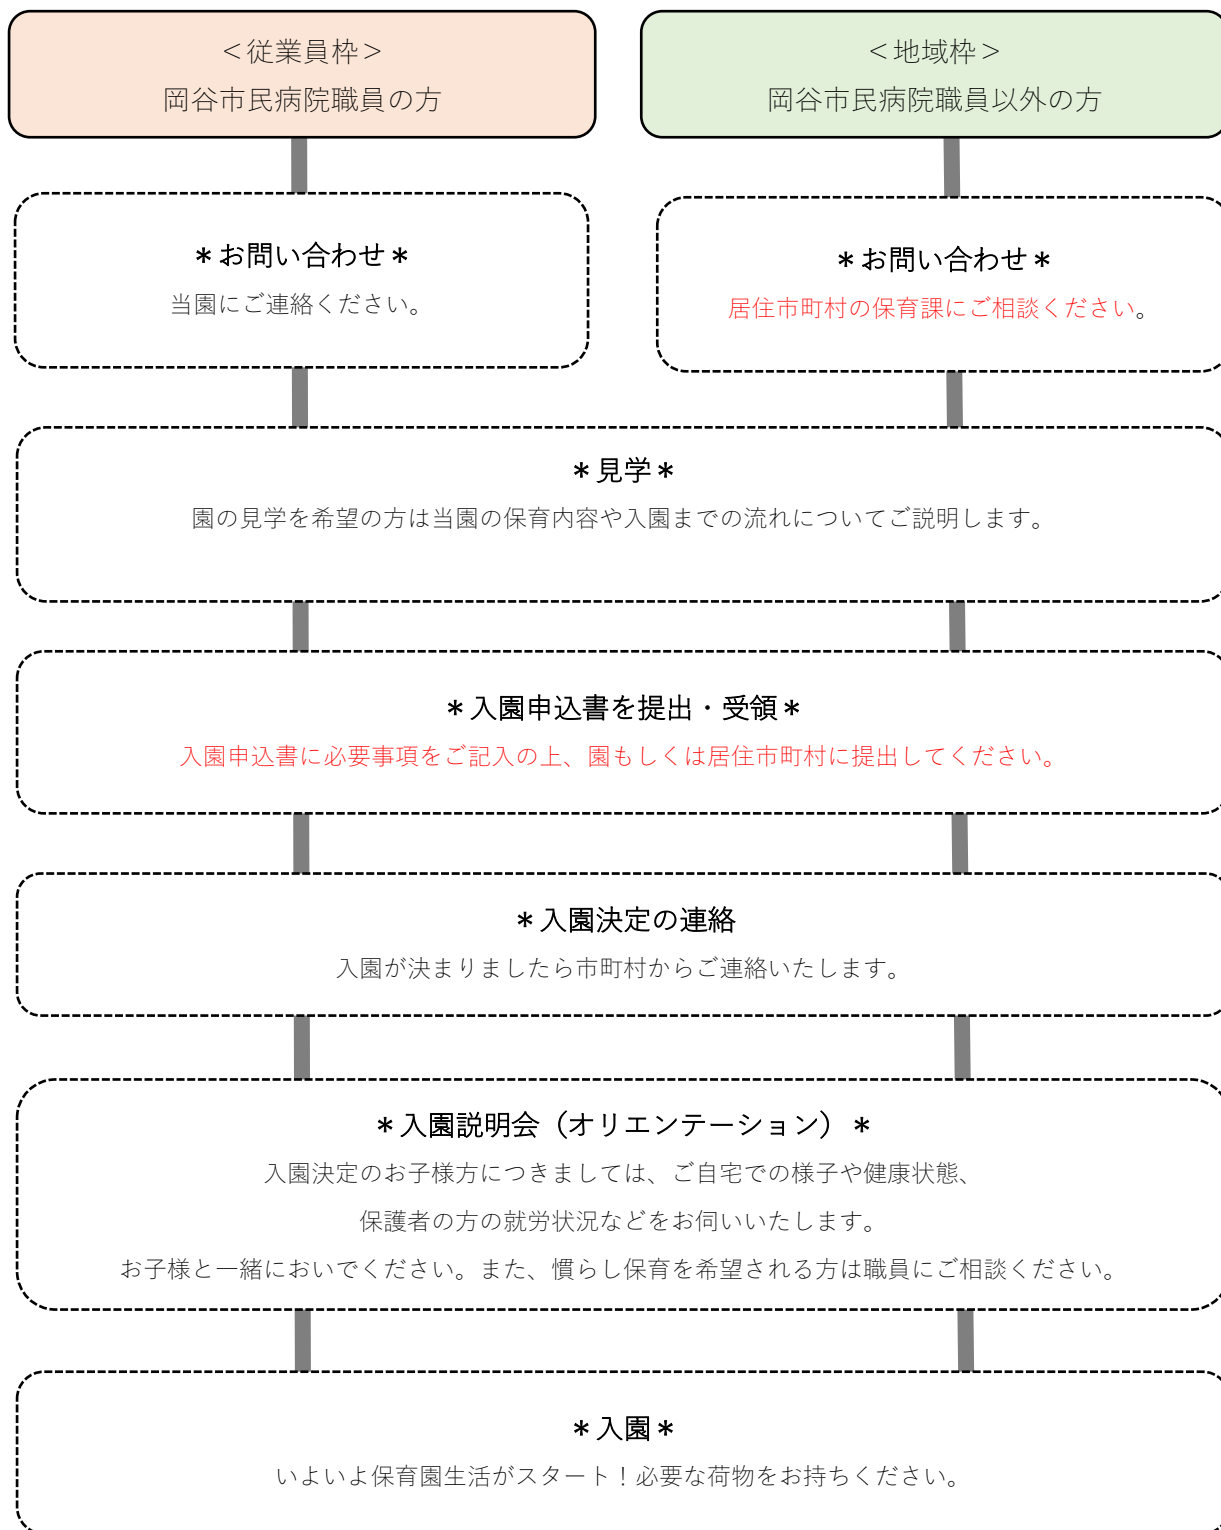 ＜従業員枠＞
岡谷市民病院職員の方
＜地域枠＞
岡谷市民病院職員以外の方
＊お問い合わせ＊
当園にご連絡ください。
＊お問い合わせ＊
居住市町村の保育課にご相談ください。
＊見学＊
園の見学を希望の方は当園の保育内容や入園までの流れについてご説明します。
＊入園申込書を提出・受領＊
入園申込書に必要事項をご記入の上、園もしくは居住市町村に提出してください。
＊入園決定の連絡
入園が決まりましたら市町村からご連絡いたします。
＊入園説明会（オリエンテーション）＊
入園決定のお子様方につきましては、ご自宅での様子や健康状態、
保護者の方の就労状況などをお伺いいたします。
お子様と一緒においでください。また、慣らし保育を希望される方は職員にご相談ください。
＊入園＊
いよいよ保育園生活がスタート！必要な荷物をお持ちください。